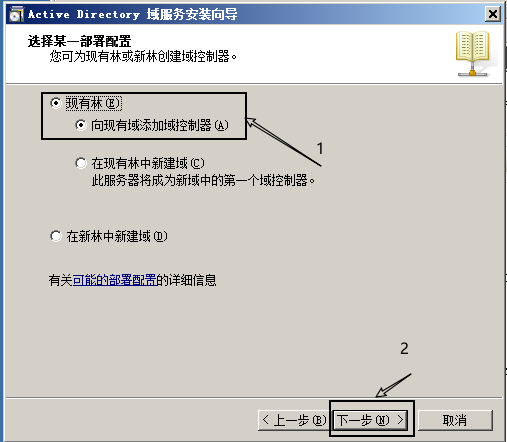 Active Directory 域服务安装向导
选择某一部署配置
您可为现有林或新林创建域控制器。
现有林(E)
向现有域添加域控制器(A)
1
在现有林中新建域(C)
此服务器将成为新域中的第一个域控制器。
在新林中新建域(D)
有关可能的部署配置的详细信息
2
< 上一步(B)
下一步(N) >
取消